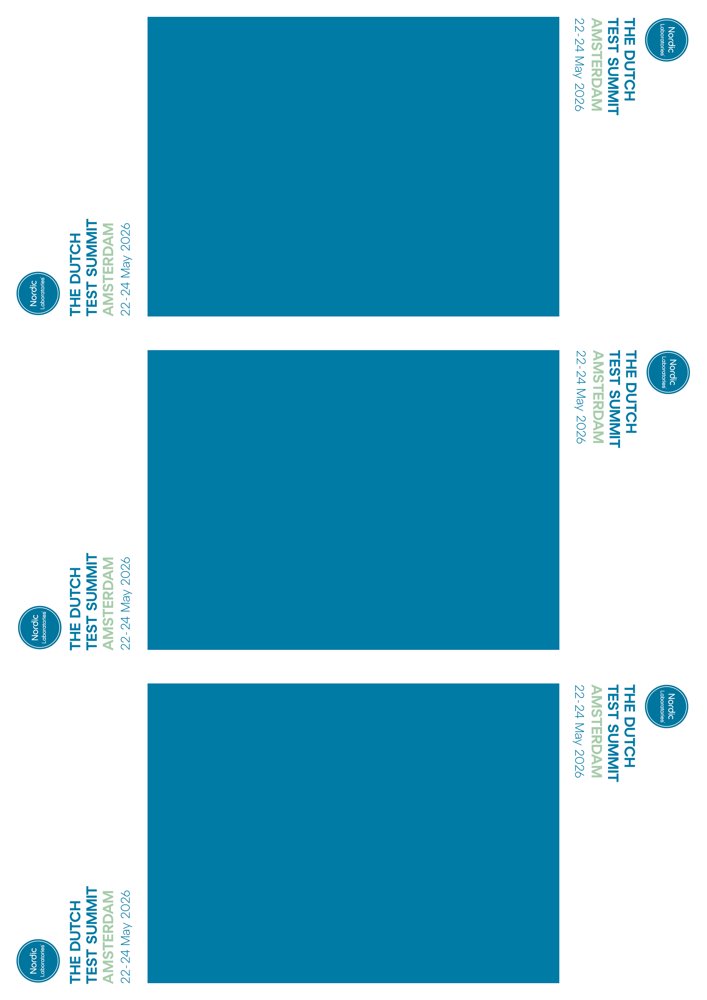 Nordic
Laboratories
THE DUTCH
TEST SUMMIT
AMSTERDAM
22-24 May 2026
Nordic
Laboratories
THE DUTCH
TEST SUMMIT
AMSTERDAM
22-24 May 2026
Nordic
Laboratories
THE DUTCH
TEST SUMMIT
AMSTERDAM
22-24 May 2026
Nordic
Laboratories
THE DUTCH
TEST SUMMIT
AMSTERDAM
22-24 May 2026
Nordic
Laboratories
THE DUTCH
TEST SUMMIT
AMSTERDAM
22-24 May 2026
Nordic
Laboratories
THE DUTCH
TEST SUMMIT
AMSTERDAM
22-24 May 2026